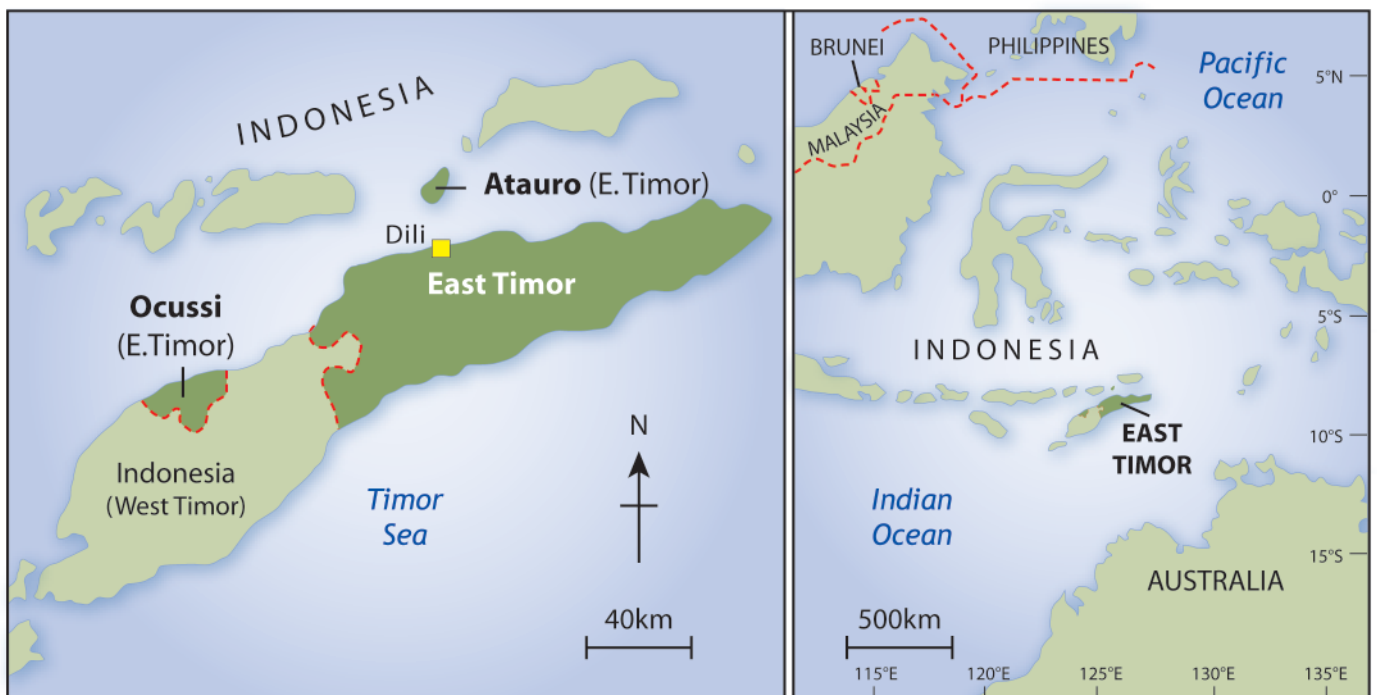 INDONESIA
Atauro (E.Timor)
Dili
East Timor
Ocussi
(E.Timor)
Indonesia
(West Timor)
Timor
Sea
N
40km
BRUNEI
PHILIPPINES
Pacific
Ocean
5°N
MALAYSIA
0°
5°S
INDONESIA
EAST
TIMOR
10°S
Indian
Ocean
15°S
AUSTRALIA
500km
115°E 120°E 125°E 130°E 135°E